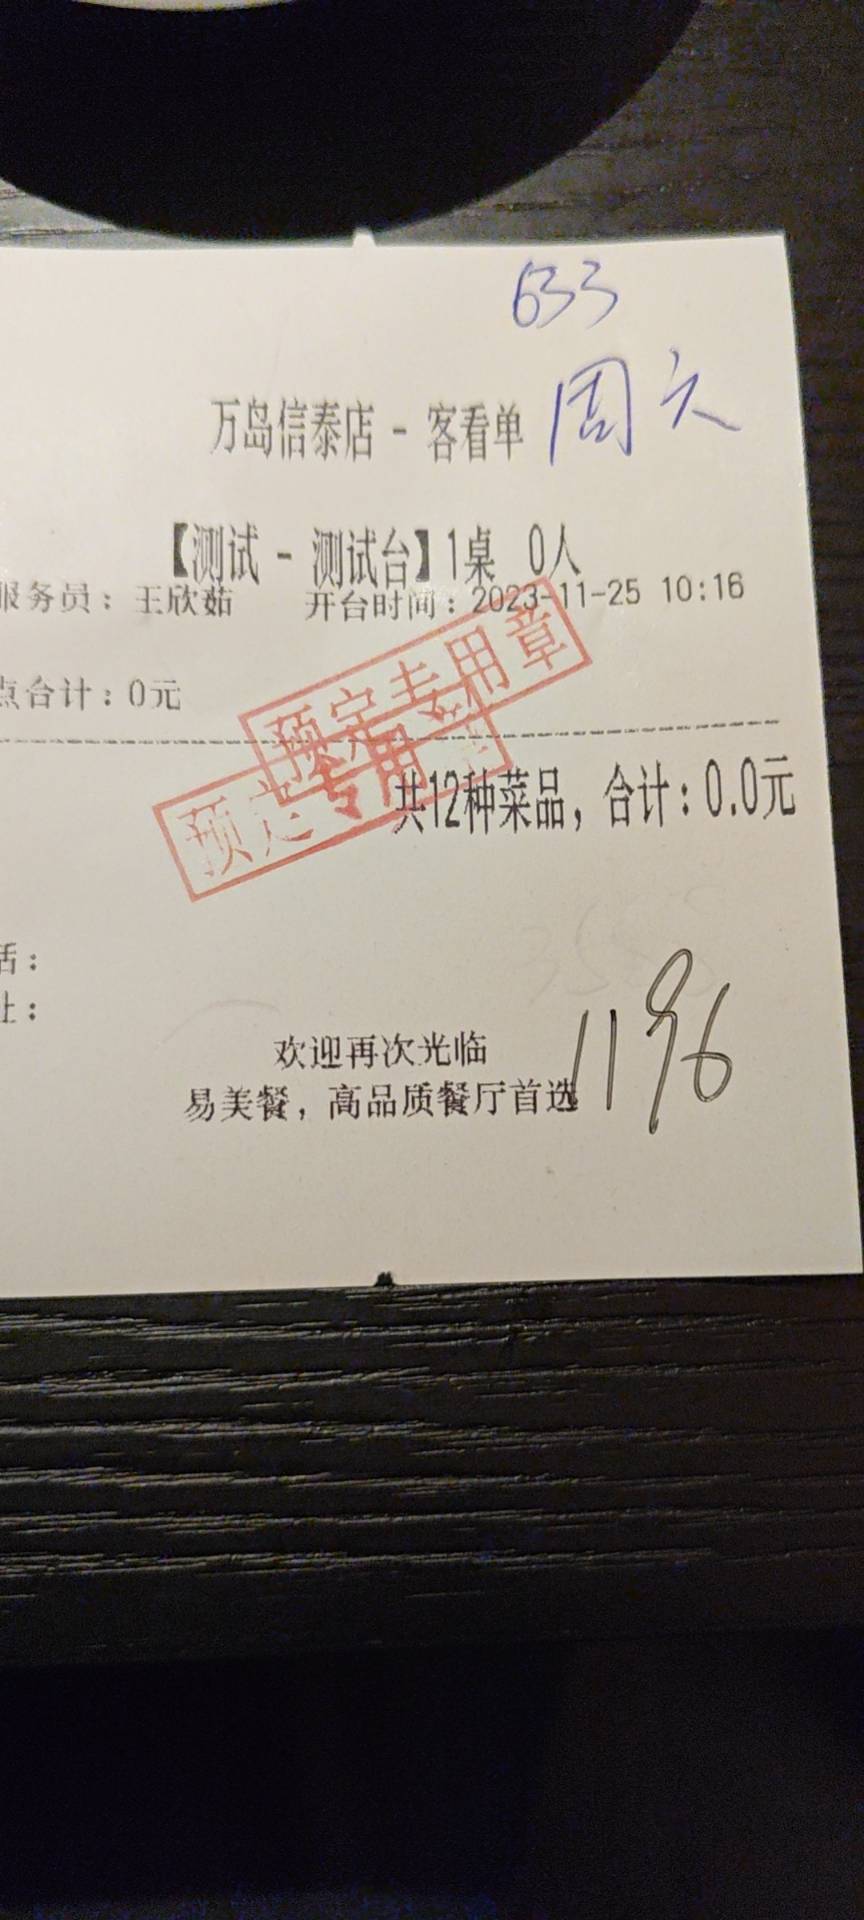 633
万岛信泰店 - 客看单
周六
【测试 - 测试台】1桌 0人
服务员：王欣茹 开台时间：2023-11-25 10:16
点合计：0元
预定专用章
预定专用章
共12种菜品，合计：0.0元
话：
址：
1196
欢迎再次光临
易美餐，高品质餐厅首选